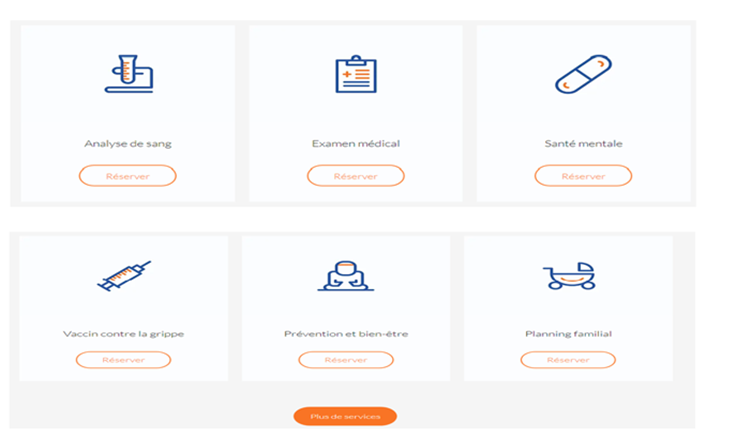 Analyse de sang
Examen médical
Santé mentale
Réserver
Réserver
Réserver
Vaccin contre la grippe
Prévention et bien-être
Planning familial
Réserver
Réserver
Réserver
Plus de services